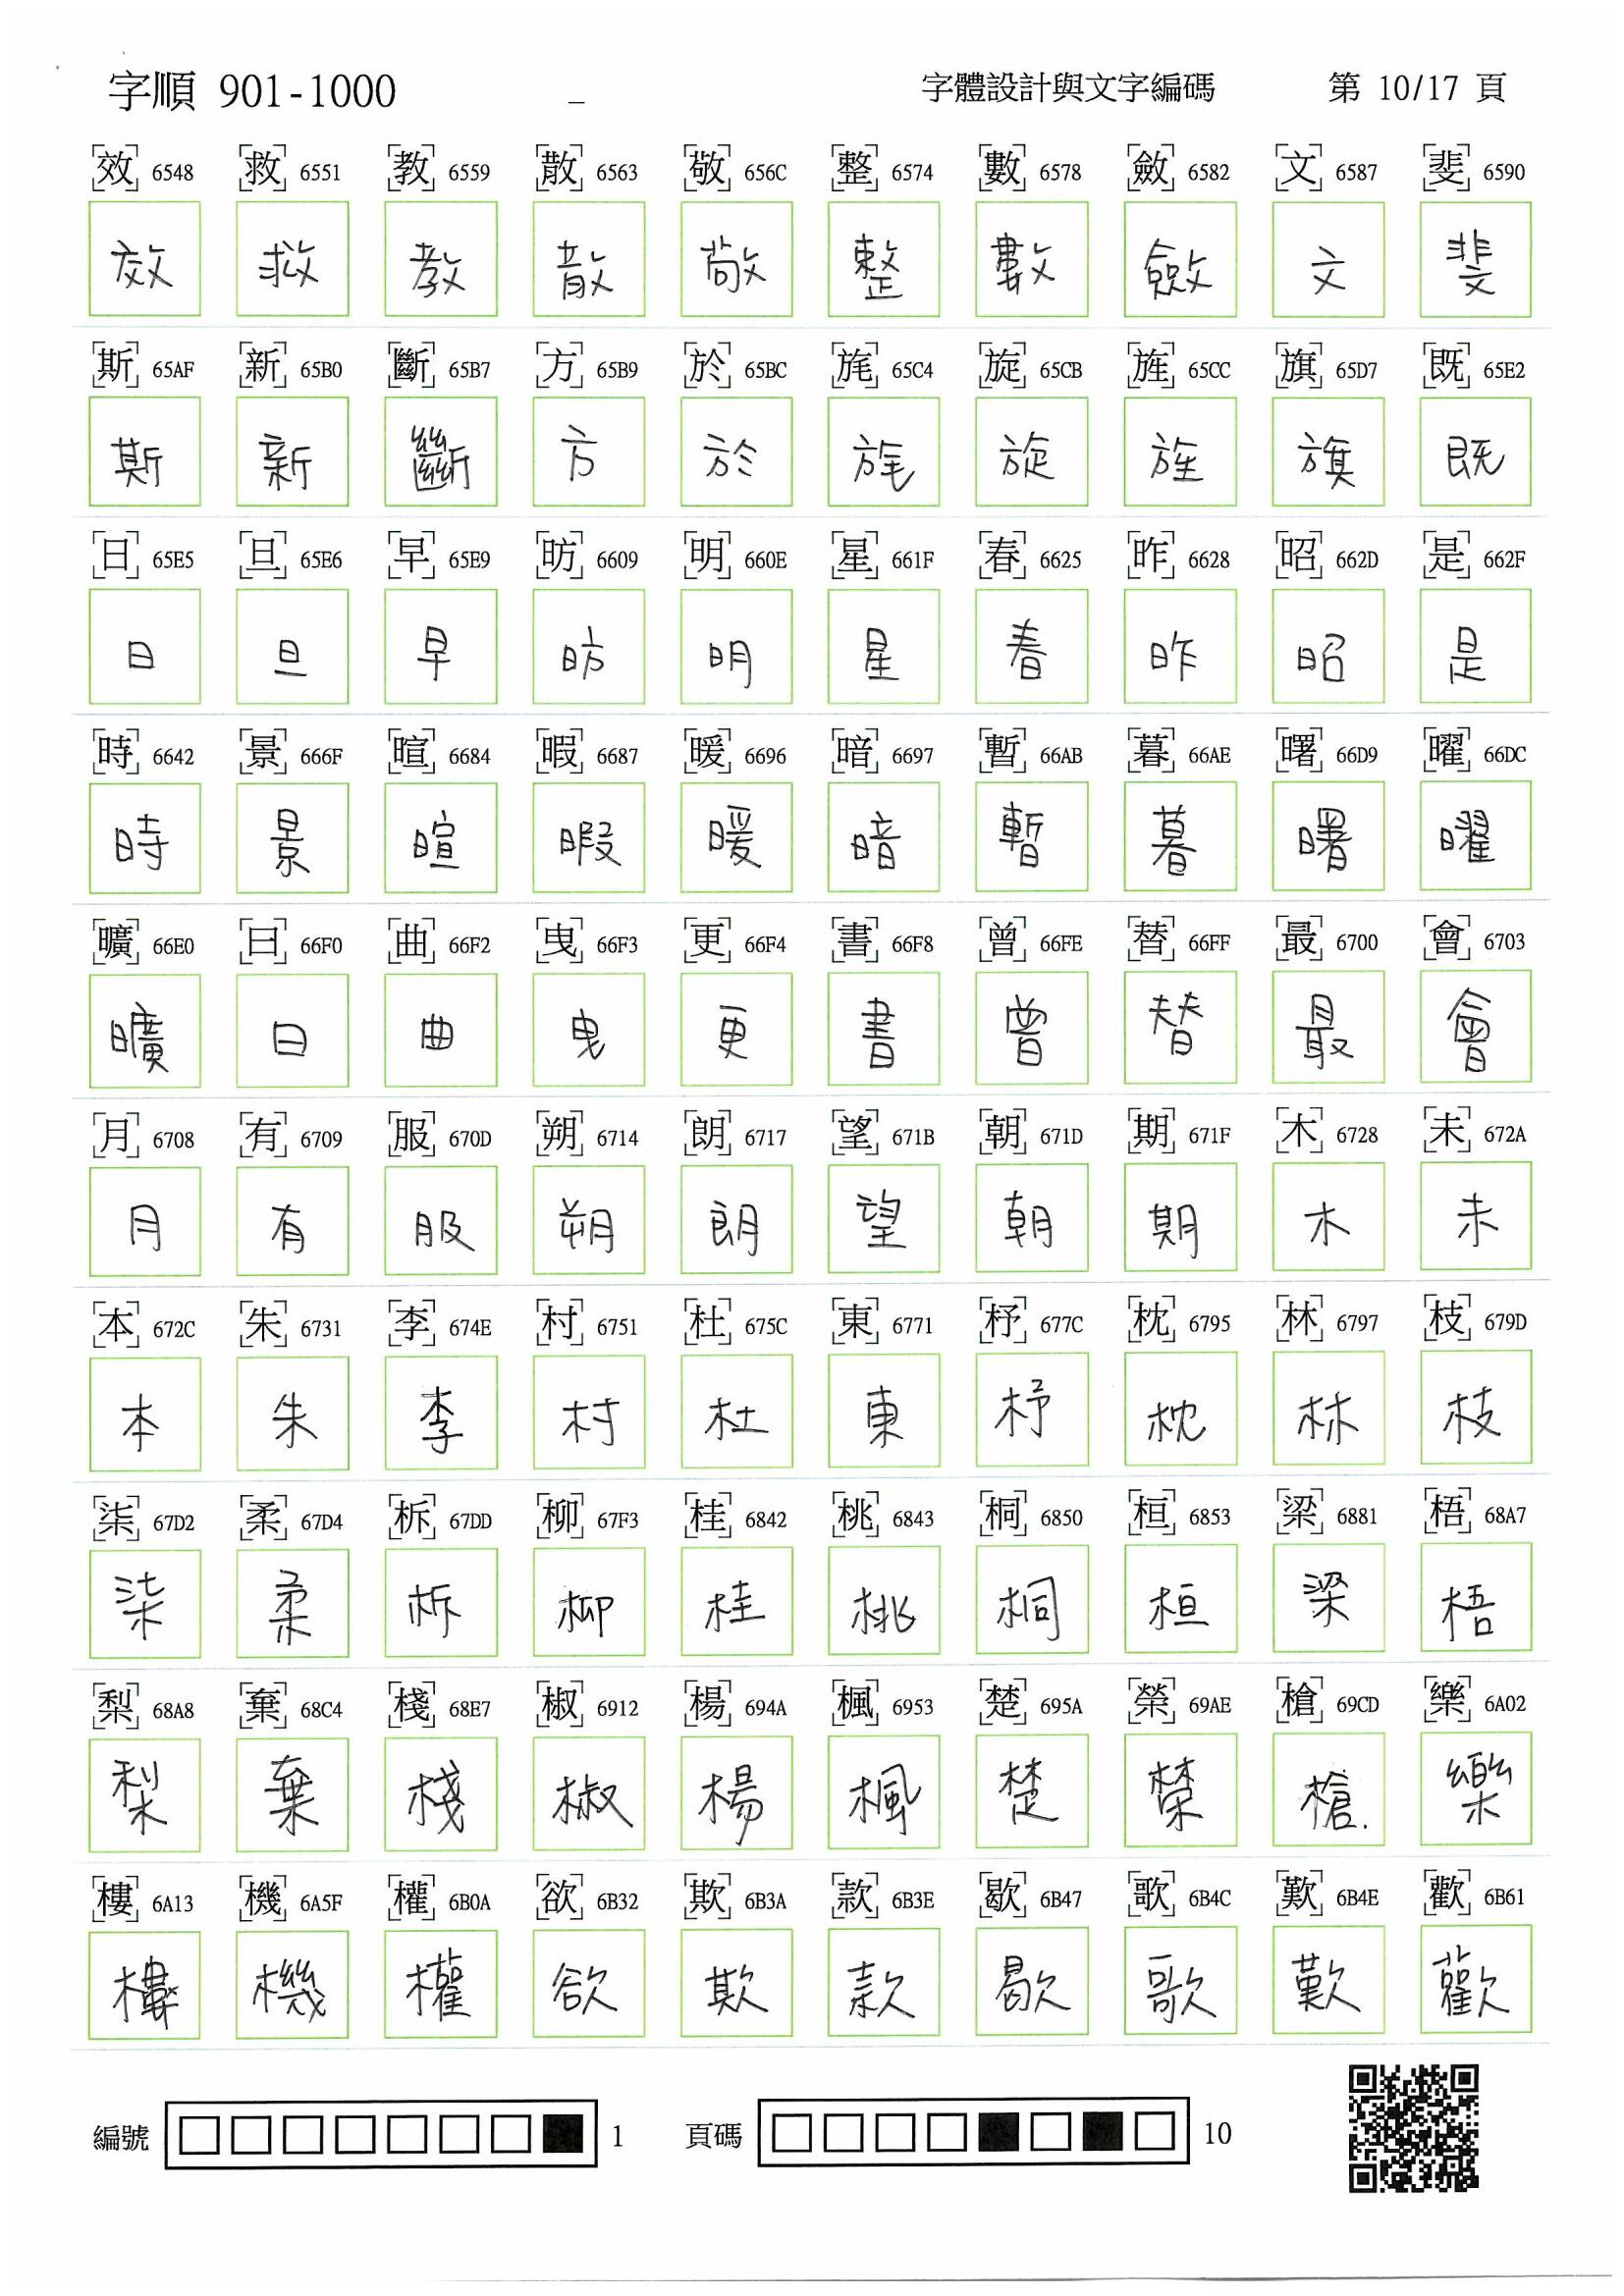 字順 901-1000 _ 字體設計與文字編碼 第 10/17 頁
效 6548 救 6551 教 6559 散 6563 敬 656C 整 6574 數 6578 斂 6582 文 6587 斐 6590
效 救 教 散 敬 整 數 斂 文 斐
斯 65AF 新 65B0 斷 65B7 方 65B9 於 65BC 旄 65C4 旋 65CB 旌 65CC 旗 65D7 既 65E2
斯 新 斷 方 於 旄 旋 旌 旗 既
日 65E5 旦 65E6 早 65E9 昉 6609 明 660E 星 661F 春 6625 昨 6628 昭 662D 是 662F
日 旦 早 昉 明 星 春 昨 昭 是
時 6642 景 666F 暄 6684 暇 6687 暖 6696 暗 6697 暫 66AB 暮 66AE 曙 66D9 曜 66DC
時 景 暄 暇 暖 暗 暫 暮 曙 曜
曠 66E0 曰 66F0 曲 66F2 曳 66F3 更 66F4 書 66F8 曾 66FE 替 66FF 最 6700 會 6703
曠 曰 曲 曳 更 書 曾 替 最 會
月 6708 有 6709 服 670D 朔 6714 朗 6717 望 671B 朝 671D 期 671F 木 6728 未 672A
月 有 服 朔 朗 望 朝 期 木 未
本 672C 朱 6731 李 674E 村 6751 杜 675C 東 6771 杼 677C 枕 6795 林 6797 枝 679D
本 朱 李 村 杜 東 杼 枕 林 枝
柒 67D2 柔 67D4 柝 67DD 柳 67F3 桂 6842 桃 6843 桐 6850 桓 6853 梁 6881 梧 68A7
柒 柔 柝 柳 桂 桃 桐 桓 梁 梧
梨 68A8 棄 68C4 棧 68E7 椒 6912 楊 694A 楓 6953 楚 695A 榮 69AE 槍 69CD 樂 6A02
梨 棄 棧 椒 楊 楓 楚 榮 槍 樂
樓 6A13 機 6A5F 權 6B0A 欲 6B32 欺 6B3A 款 6B3E 歇 6B47 歌 6B4C 歎 6B4E 歡 6B61
樓 機 權 欲 欺 款 歇 歌 歎 歡
編號 1 頁碼 10